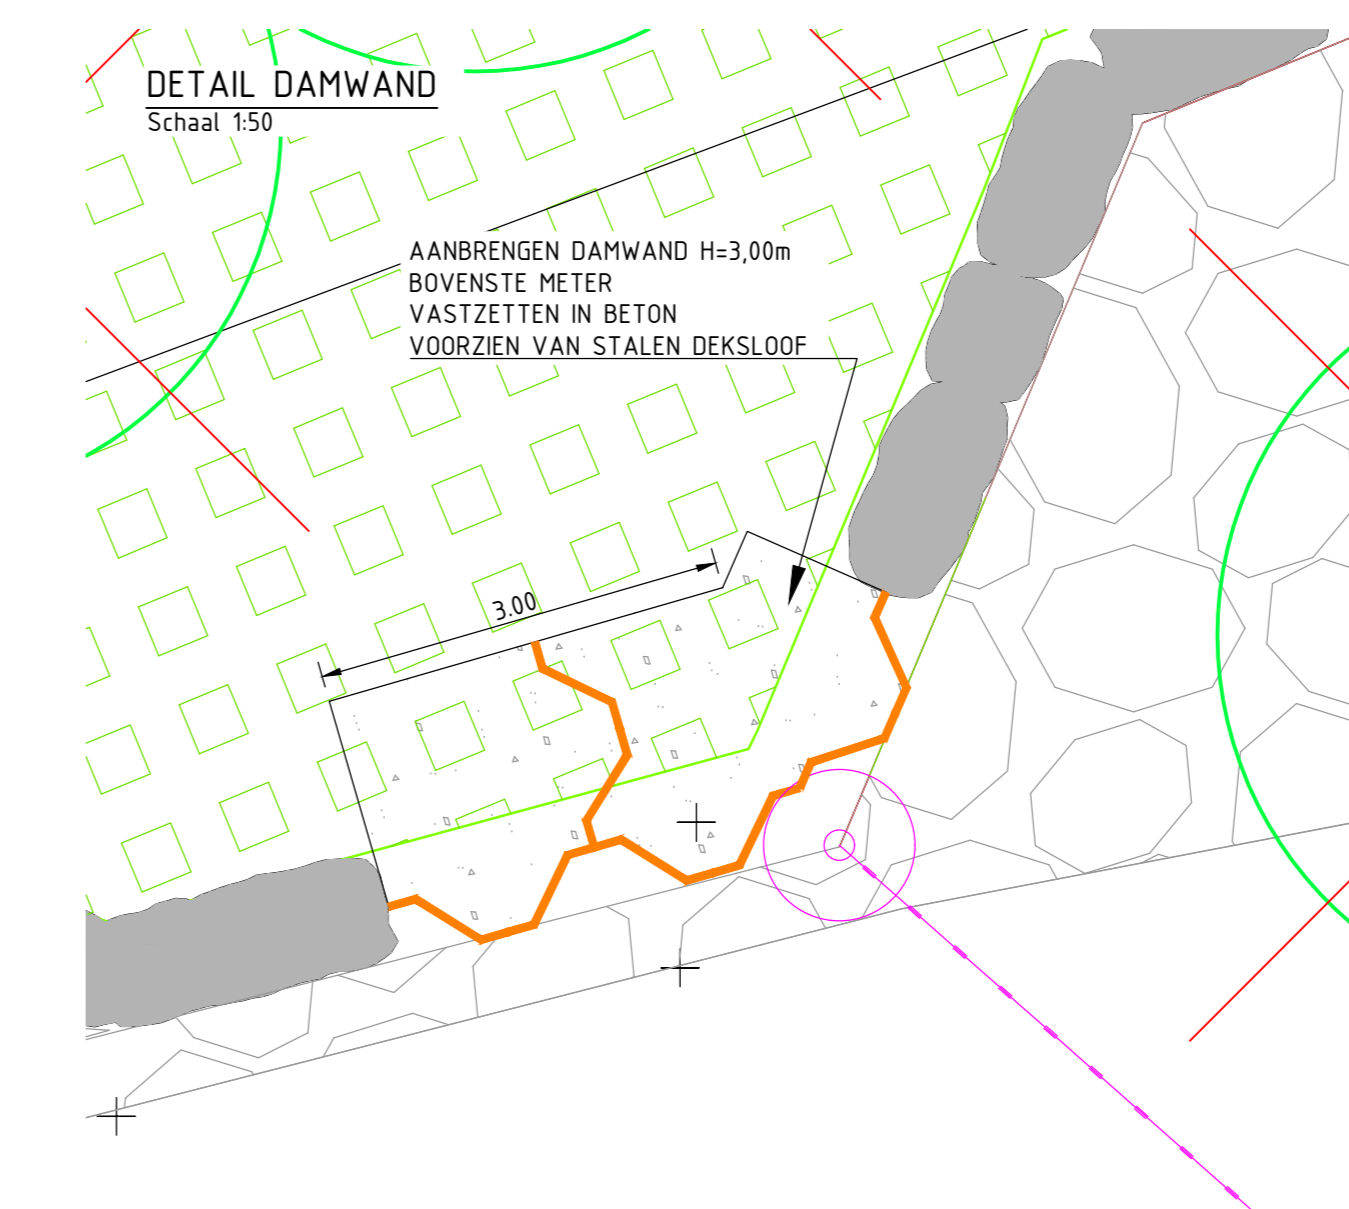 DETAIL DAMWAND
Schaal 1:50
AANBRENGEN DAMWAND H=3,00m
BOVENSTE METER
VASTZETTEN IN BETON
VOORZIEN VAN STALEN DEKSLOOF
3.00